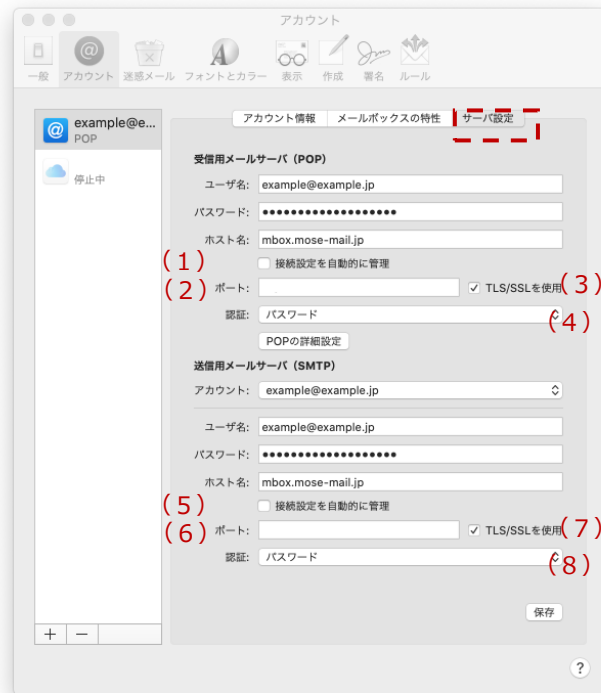 アカウント
一般 アカウント 迷惑メール フォントとカラー 表示 作成 署名 ルール
example@e...
POP
停止中
アカウント情報 メールボックスの特性 サーバ設定
受信用メールサーバ（POP）
ユーザ名: example@example.jp
パスワード: ●●●●●●●●●●●●●●●●●●●
ホスト名: mbox.mose-mail.jp
（1） 接続設定を自動的に管理
（2） ポート: TLS/SSLを使用 （3）
認証: パスワード （4）
POPの詳細設定
送信用メールサーバ（SMTP）
アカウント: example@example.jp
ユーザ名: example@example.jp
パスワード: ●●●●●●●●●●●●●●●●●●●
ホスト名: mbox.mose-mail.jp
（5） 接続設定を自動的に管理
（6） ポート: TLS/SSLを使用 （7）
認証: パスワード （8）
保存
+ −
?